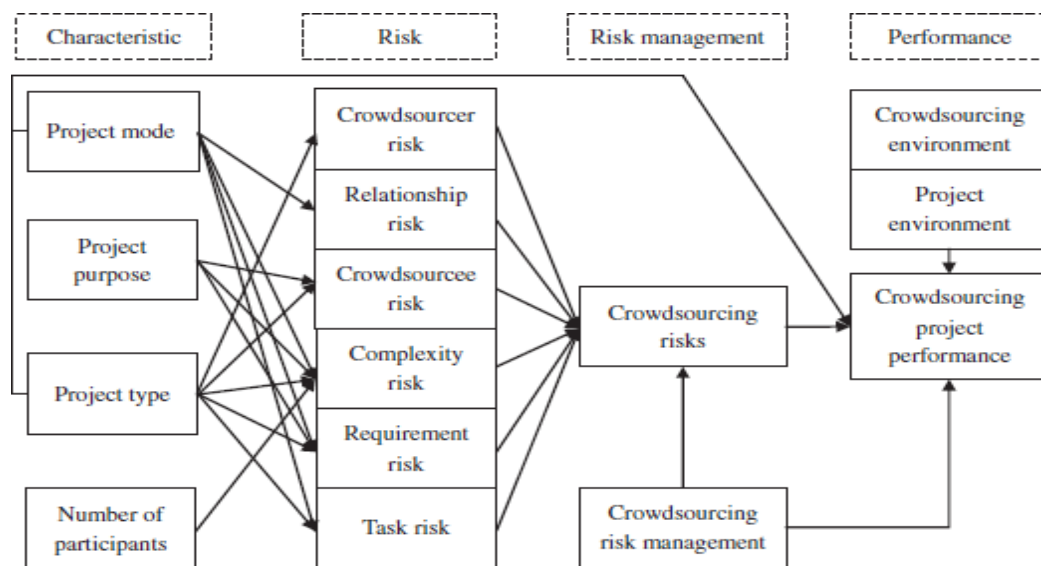 Characteristic
Risk
Risk management
Performance
Project mode
Project
purpose
Project type
Number of
participants
Crowdsourcer
risk
Relationship
risk
Crowdsourcee
risk
Complexity
risk
Requirement
risk
Task risk
Crowdsourcing
risks
Crowdsourcing
risk management
Crowdsourcing
environment
Project
environment
Crowdsourcing
project
performance